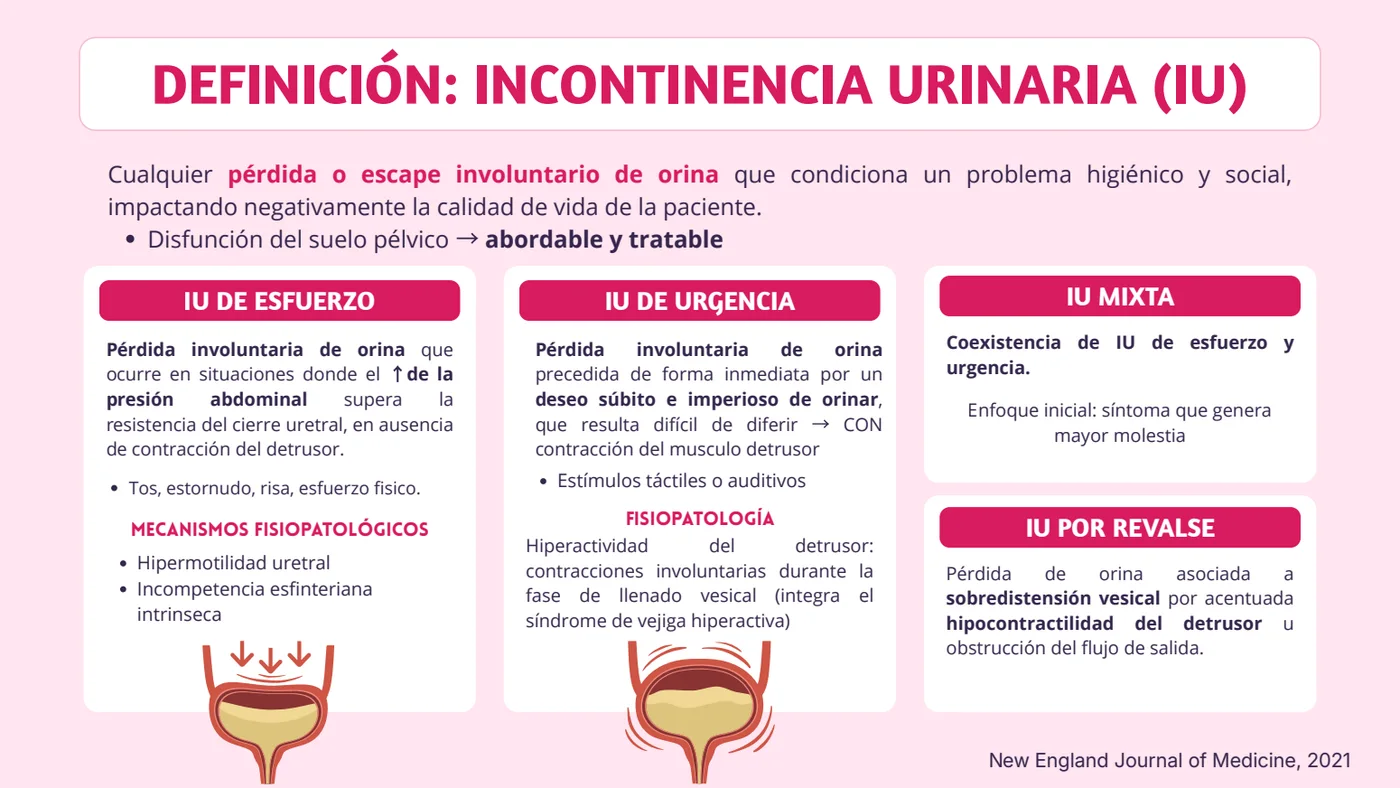 DEFINICIÓN: INCONTINENCIA URINARIA (IU)
Cualquier pérdida o escape involuntario de orina que condiciona un problema higiénico y social,
impactando negativamente la calidad de vida de la paciente.
• Disfunción del suelo pélvico → abordable y tratable
IU DE ESFUERZO
Pérdida involuntaria de orina que
ocurre en situaciones donde el ↑de la
presión abdominal supera la
resistencia del cierre uretral, en ausencia
de contracción del detrusor.
• Tos, estornudo, risa, esfuerzo fisico.
MECANISMOS FISIOPATOLÓGICOS
• Hipermotilidad uretral
• Incompetencia esfinteriana
intrinseca
IU DE URGENCIA
Pérdida involuntaria de orina
precedida de forma inmediata por un
deseo súbito e imperioso de orinar,
que resulta difícil de diferir → CON
contracción del musculo detrusor
• Estímulos táctiles o auditivos
FISIOPATOLOGÍA
Hiperactividad del detrusor:
contracciones involuntarias durante la
fase de llenado vesical (integra el
síndrome de vejiga hiperactiva)
IU MIXTA
Coexistencia de IU de esfuerzo y
urgencia.
Enfoque inicial: síntoma que genera
mayor molestia
IU POR REVALSE
Pérdida de orina asociada a
sobredistensión vesical por acentuada
hipocontractilidad del detrusor u
obstrucción del flujo de salida.
New England Journal of Medicine, 2021